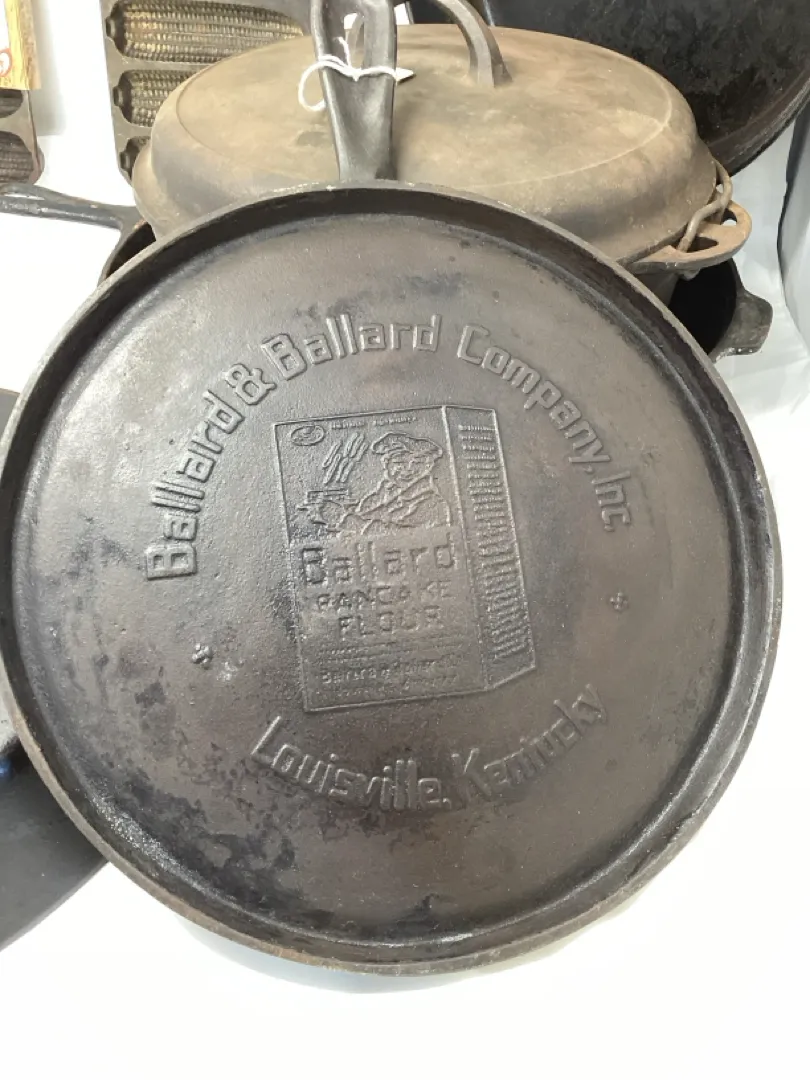 Ballard & Ballard Company, Inc.
Ballard
PANCAKE
FLOUR
Louisville, Kentucky